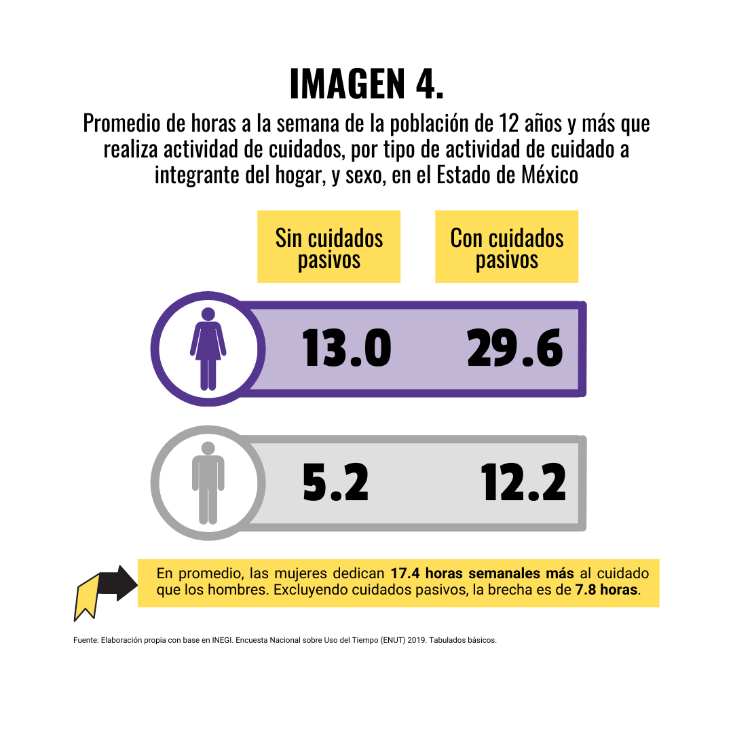 IMAGEN 4.
Promedio de horas a la semana de la población de 12 años y más que
realiza actividad de cuidados, por tipo de actividad de cuidado a
integrante del hogar, y sexo, en el Estado de México
Sin cuidados
pasivos
Con cuidados
pasivos
13.0 29.6
5.2 12.2
En promedio, las mujeres dedican 17.4 horas semanales más al cuidado
que los hombres. Excluyendo cuidados pasivos, la brecha es de 7.8 horas.
Fuente: Elaboración propia con base en INEGI. Encuesta Nacional sobre Uso del Tiempo (ENUT) 2019. Tabulados básicos.